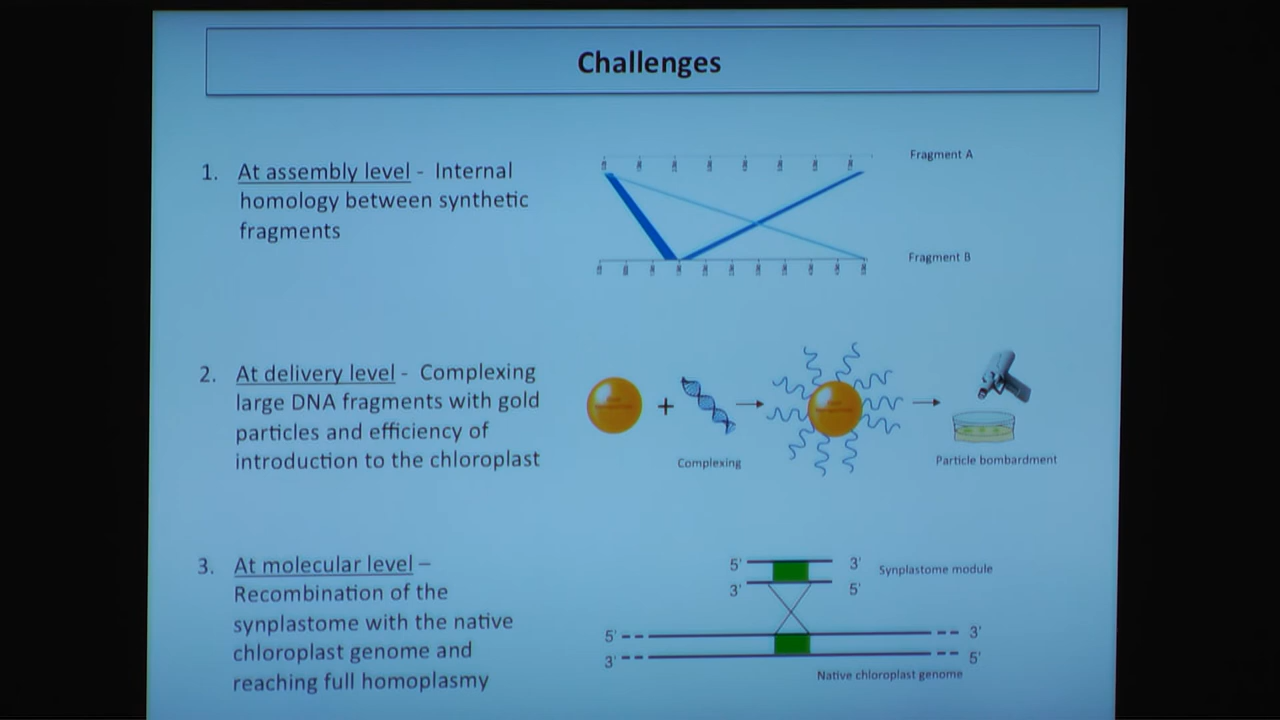 Challenges
1. At assembly level - Internal
homology between synthetic
fragments
Fragment A
Fragment B
2. At delivery level - Complexing
large DNA fragments with gold
particles and efficiency of
introduction to the chloroplast
+
Complexing
Particle bombardment
3. At molecular level –
Recombination of the
synplastome with the native
chloroplast genome and
reaching full homoplasmy
5' 3' Synplastome module
3' 5'
5' 3'
3' 5'
Native chloroplast genome